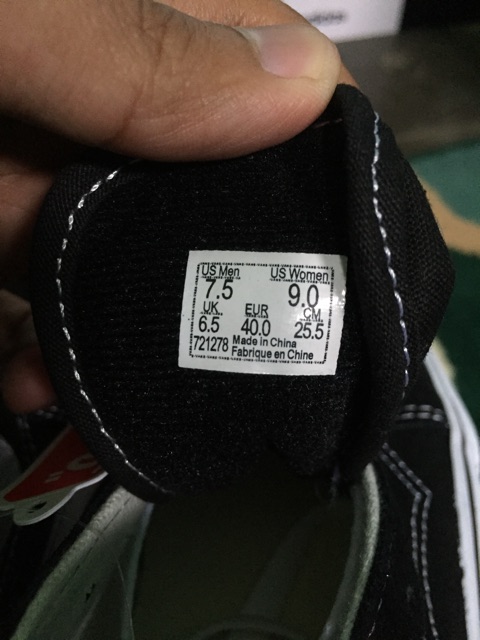 US Men US Women
7.5 9.0
UK EUR CM
6.5 40.0 25.5
721278 Made in China
Fabrique en Chine